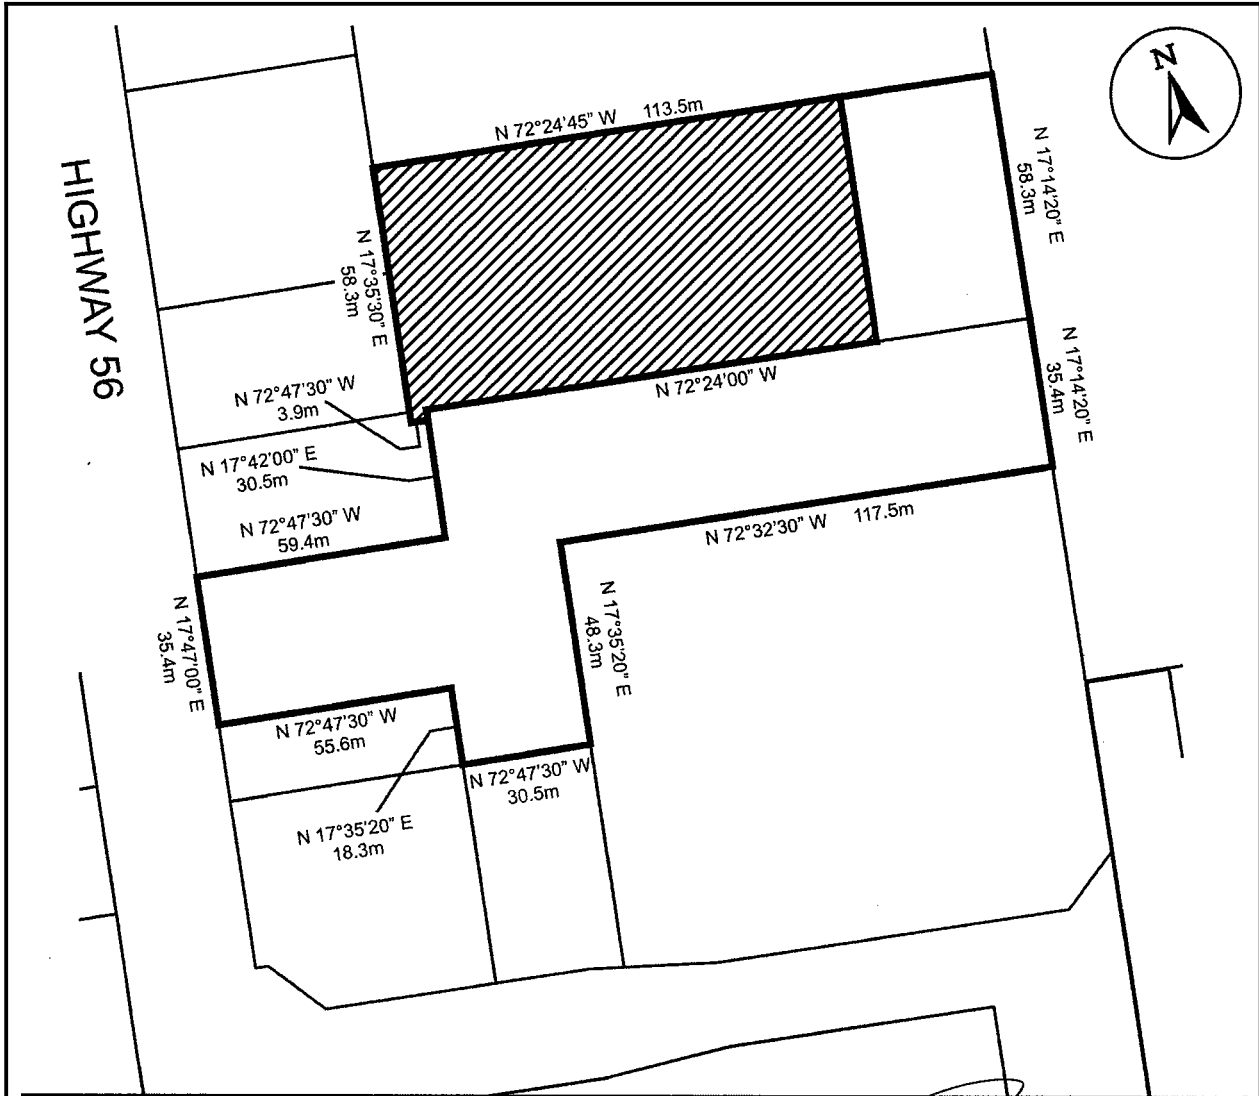 N
N 72°24'45" W 113.5m
N 17°14'20" E
58.3m
HIGHWAY 56
N 17°35'30" E
58.3m
N 72°24'00" W
N 17°14'20" E
35.4m
N 72°47'30" W
3.9m
N 17°42'00" E
30.5m
N 72°47'30" W
59.4m
N 72°32'30" W 117.5m
N 17°47'00" E
35.4m
N 17°35'20" E
48.3m
N 72°47'30" W
55.6m
N 72°47'30" W
30.5m
N 17°35'20" E
18.3m